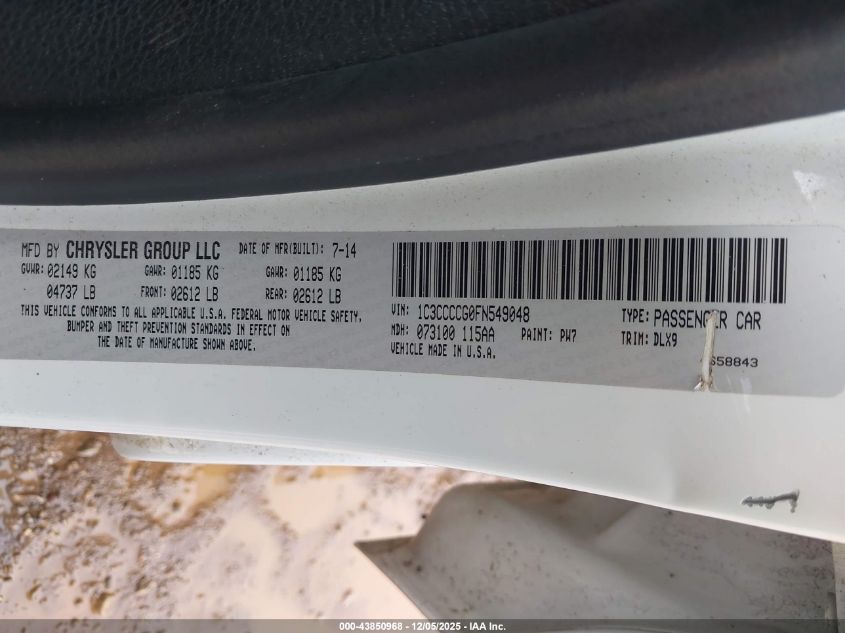 MFD BY CHRYSLER GROUP LLC DATE OF MFR(BUILT): 7-14
GVWR: 02149 KG GAWR: 01185 KG GAWR: 01185 KG
04737 LB FRONT: 02612 LB REAR: 02612 LB
THIS VEHICLE CONFORMS TO ALL APPLICABLE U.S.A. FEDERAL MOTOR VEHICLE SAFETY,
BUMPER AND THEFT PREVENTION STANDARDS IN EFFECT ON
THE DATE OF MANUFACTURE SHOWN ABOVE.
VIN: 1C3CCCCG0FN549048 TYPE: PASSENGER CAR
MDH: 073100 115AA PAINT: PW7 TRIM: DLX9
VEHICLE MADE IN U.S.A.
000-43850968 - 12/05/2025 - IAA Inc.